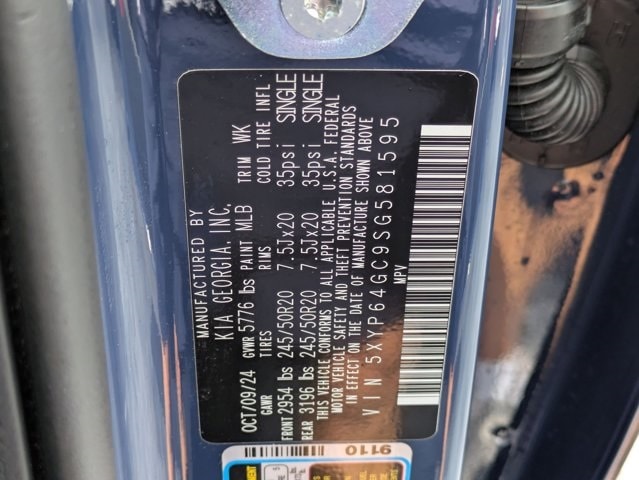 MANUFACTURED BY
KIA GEORGIA, INC.
OCT/09/24 GVWR 5776 lbs PAINT MLB TRIM WK
GAWR TIRES RIMS COLD TIRE INFL
FRONT 2954 lbs 245/50R20 7.5Jx20 35psi SINGLE
REAR 3196 lbs 245/50R20 7.5Jx20 35psi SINGLE
THIS VEHICLE CONFORMS TO ALL APPLICABLE U.S.A. FEDERAL
MOTOR VEHICLE SAFETY AND THEFT PREVENTION STANDARDS
IN EFFECT ON THE DATE OF MANUFACTURE SHOWN ABOVE
VIN 5XYP64GC9SG581595
MPV
9110